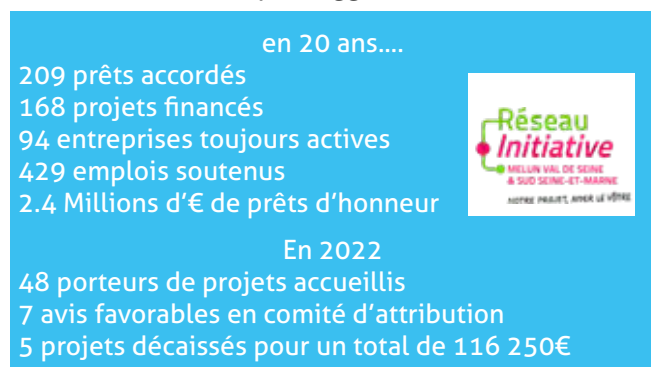 en 20 ans....
209 prêts accordés
168 projets financés
94 entreprises toujours actives
429 emplois soutenus
2.4 Millions d'€ de prêts d'honneur
Réseau
Initiative
MELUN VAL DE SEINE
& SUD SEINE-ET-MARNE
NOTRE PROJET, AIMER LE VÔTRE
En 2022
48 porteurs de projets accueillis
7 avis favorables en comité d'attribution
5 projets décaissés pour un total de 116 250€